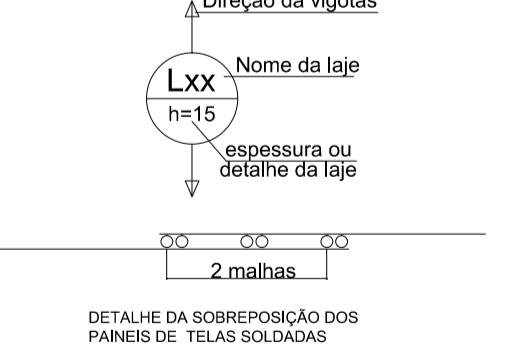 Direção da vigotas
Nome da laje
Lxx
h=15
espessura ou
detalhe da laje
2 malhas
DETALHE DA SOBREPOSIÇÃO DOS
PAINEIS DE TELAS SOLDADAS